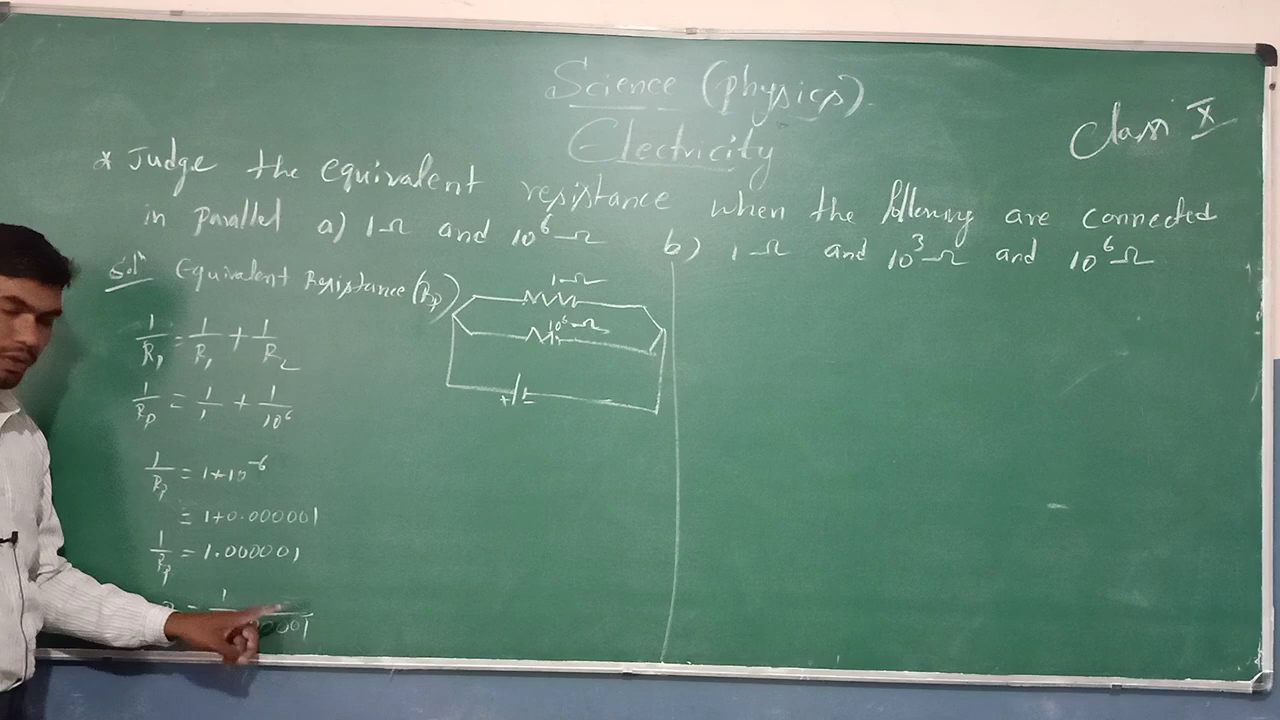 Science (physics)
Electricity
Class X
* Judge the equivalent resistance when the following are connected
in parallel a) 1Ω and 10⁶Ω b) 1Ω and 10³Ω and 10⁶Ω
Solⁿ Equivalent Resistance (Rp)
1/Rp = 1/R₁ + 1/R₂
1/Rp = 1/1 + 1/10⁶
1/Rp = 1+10⁻⁶
= 1+0.000001
1/Rp = 1.000001
1Ω
10⁶Ω
+ -